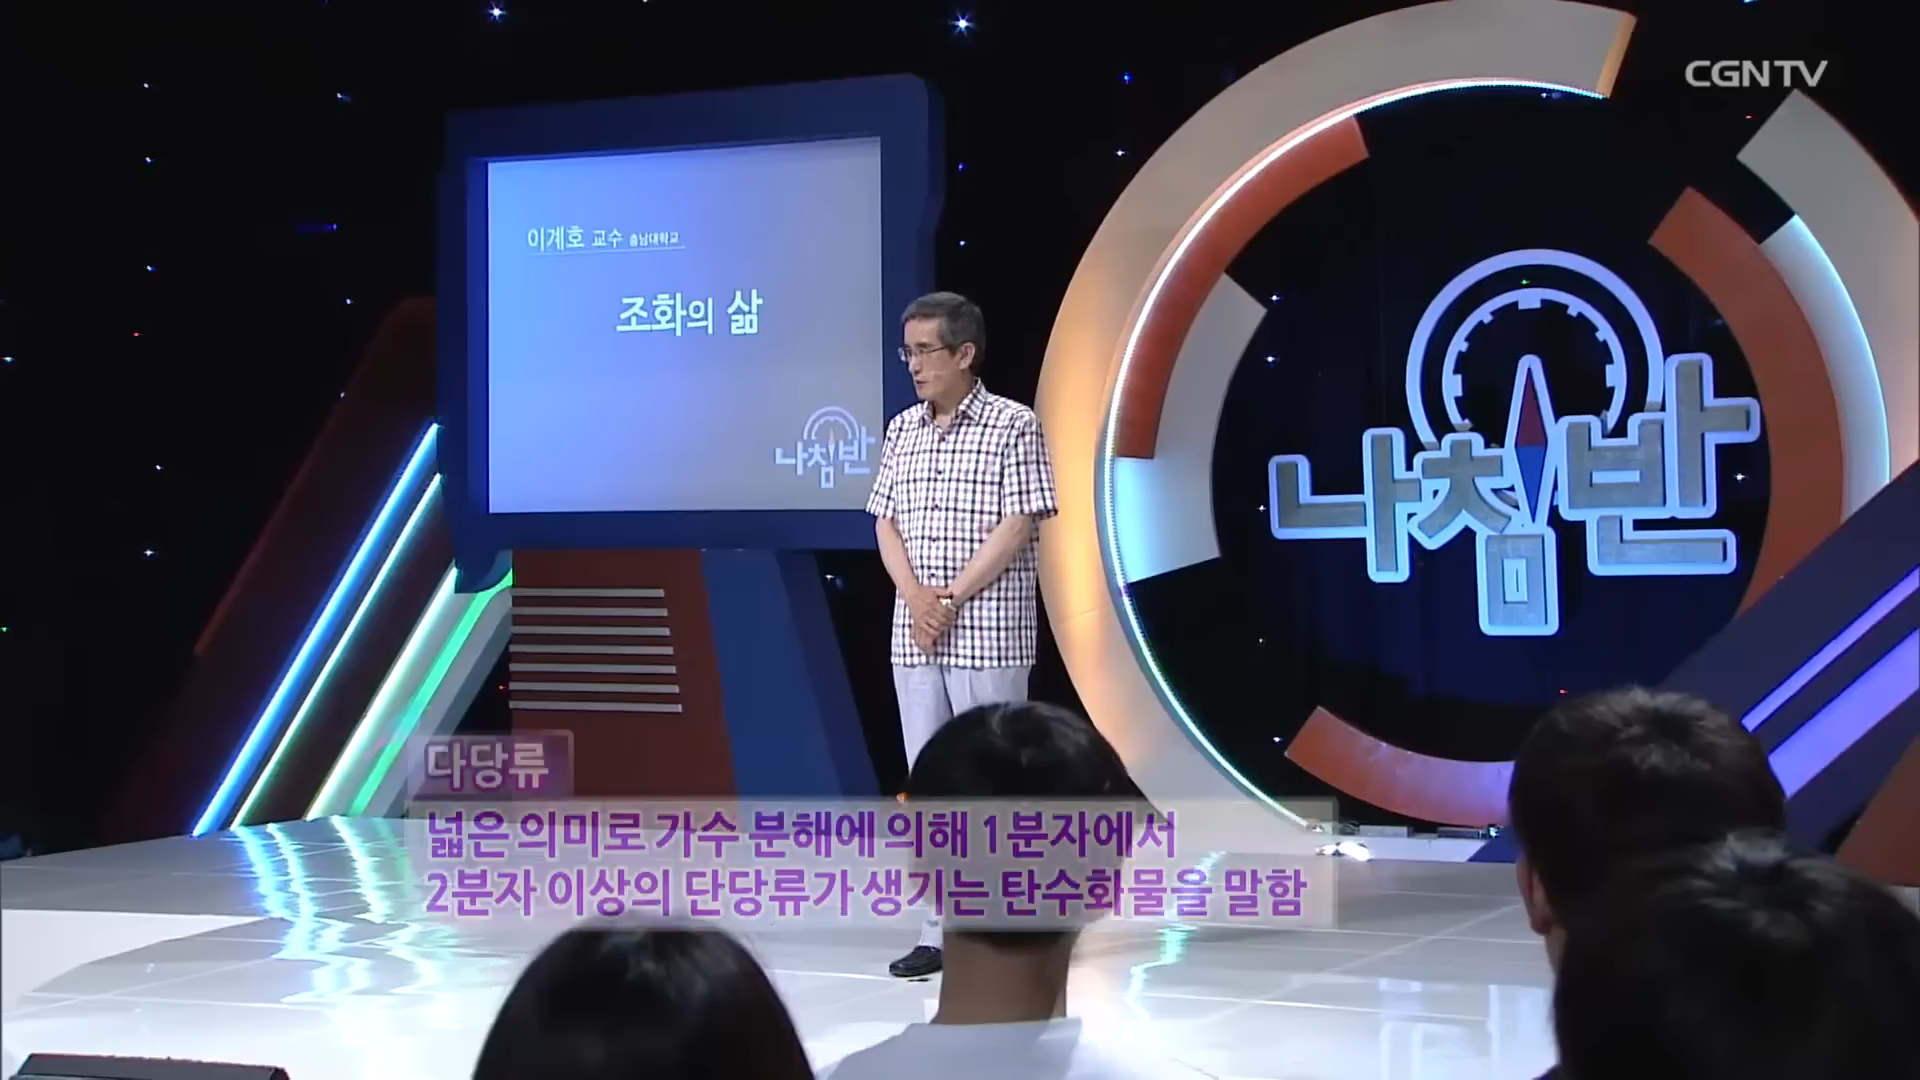 CGNTV
이계호 교수 충남대학교
조화의 삶
나침반
나침반
다당류
넓은 의미로 가수 분해에 의해 1분자에서
2분자 이상의 단당류가 생기는 탄수화물을 말함